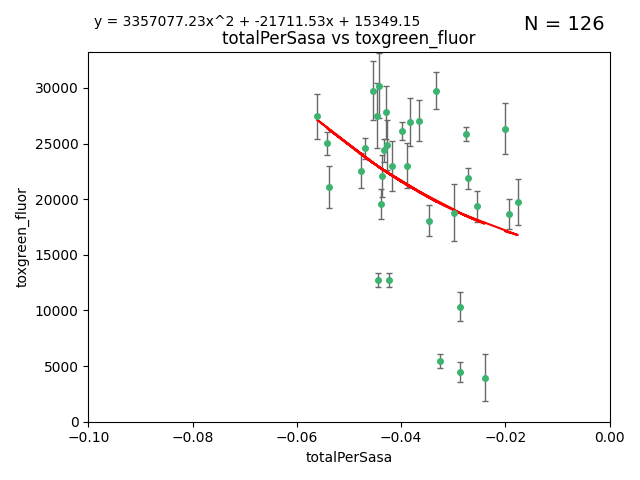 y = 3357077.23x^2 + -21711.53x + 15349.15
N = 126
totalPerSasa vs toxgreen_fluor
30000
25000
20000
15000
10000
5000
0
toxgreen_fluor
−0.10 −0.08 −0.06 −0.04 −0.02 0.00
totalPerSasa